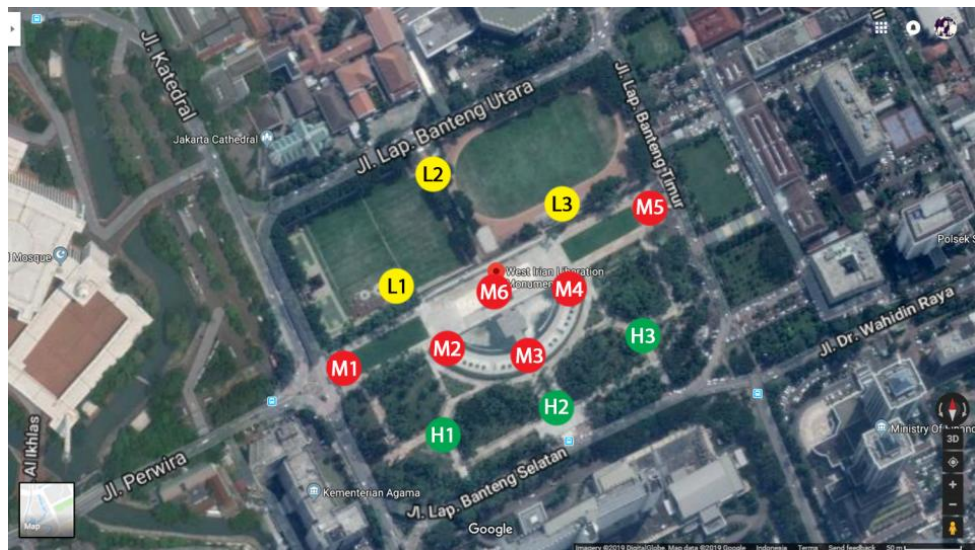 Jl. Katedral
Jakarta Cathedral
Jl. Lap. Banteng Utara
Jl. Lap. Banteng Timur
L2
L3
M5
l Mosque
Polsek S
West Irian Liberation
Monument
L1
M6
M4
H3
M2
M3
M1
Jl. Dr. Wahidin Raya
H2
H1
Al Ikhlas
Jl. Perwira
Jl. Lap. Banteng Selatan
Ministry Of Finance
Kementerian Agama
3D
Map
Google
Imagery ©2019 DigitalGlobe, Map data ©2019 Google Indonesia Terms Send feedback 50 m